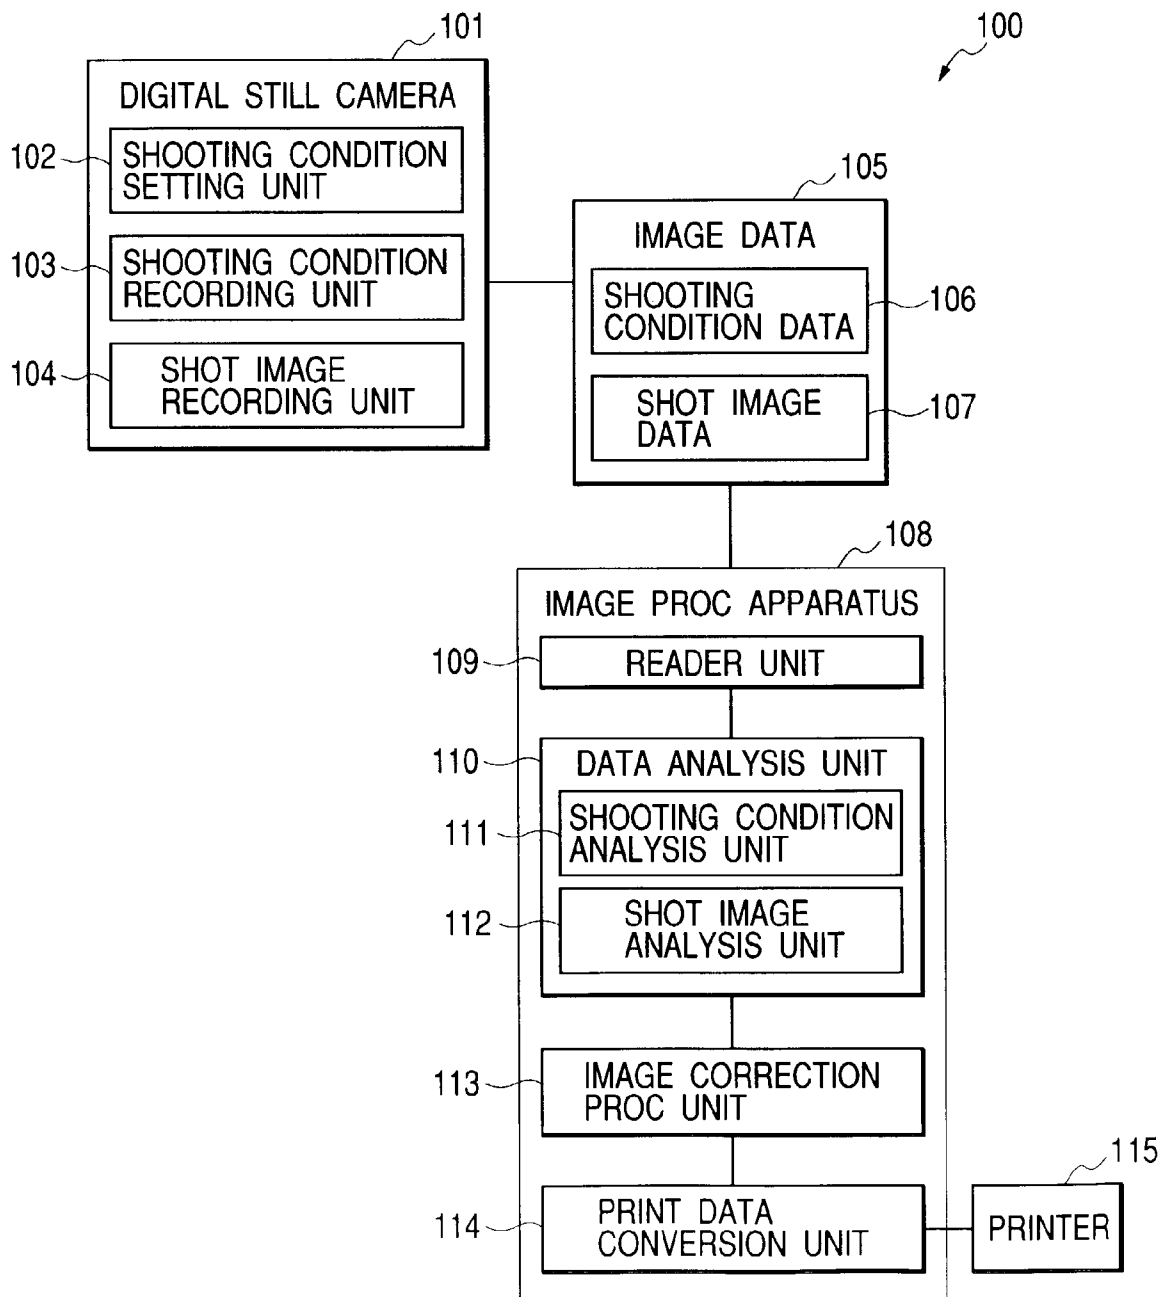 100
101
DIGITAL STILL CAMERA
102
SHOOTING CONDITION
SETTING UNIT
103
SHOOTING CONDITION
RECORDING UNIT
104
SHOT IMAGE
RECORDING UNIT
105
IMAGE DATA
106
SHOOTING
CONDITION DATA
107
SHOT IMAGE
DATA
108
IMAGE PROC APPARATUS
109
READER UNIT
110
DATA ANALYSIS UNIT
111
SHOOTING CONDITION
ANALYSIS UNIT
112
SHOT IMAGE
ANALYSIS UNIT
113
IMAGE CORRECTION
PROC UNIT
114
PRINT DATA
CONVERSION UNIT
115
PRINTER